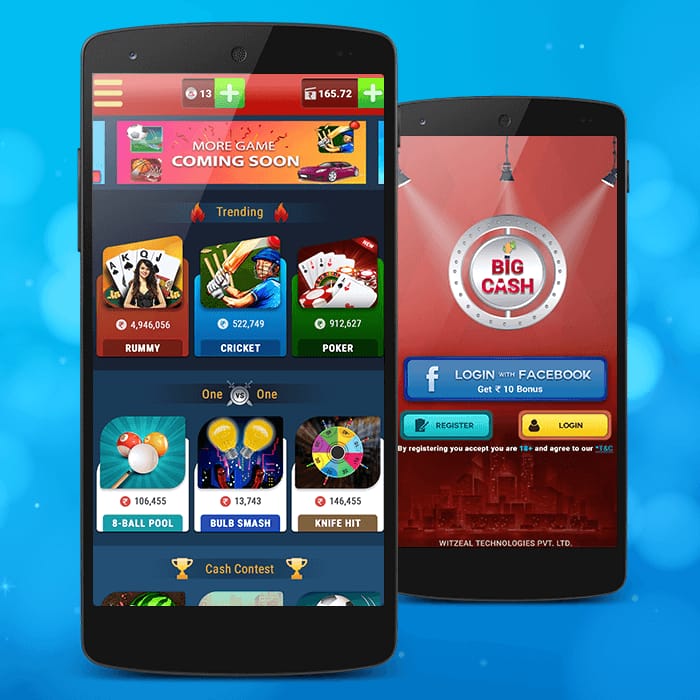 13
165.72
MORE GAME
COMING SOON
Trending
A K Q J
NEW
₹ 4,946,056
₹ 522,749
₹ 912,627
RUMMY
CRICKET
POKER
One VS One
₹ 106,455
₹ 13,743
₹ 146,455
8-BALL POOL
BULB SMASH
KNIFE HIT
Cash Contest
BIG
CASH
f LOGIN WITH FACEBOOK
Get ₹ 10 Bonus
REGISTER
LOGIN
By registering you accept you are 18+ and agree to our *T&C
WITZEAL TECHNOLOGIES PVT. LTD.